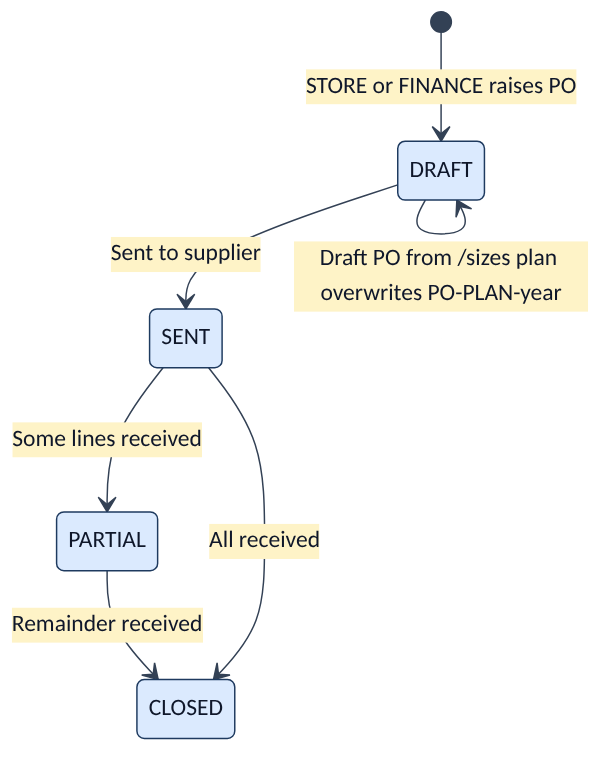 STORE or FINANCE raises PO
DRAFT
Sent to supplier
Draft PO from /sizes plan
overwrites PO-PLAN-year
SENT
Some lines received
PARTIAL
All received
Remainder received
CLOSED